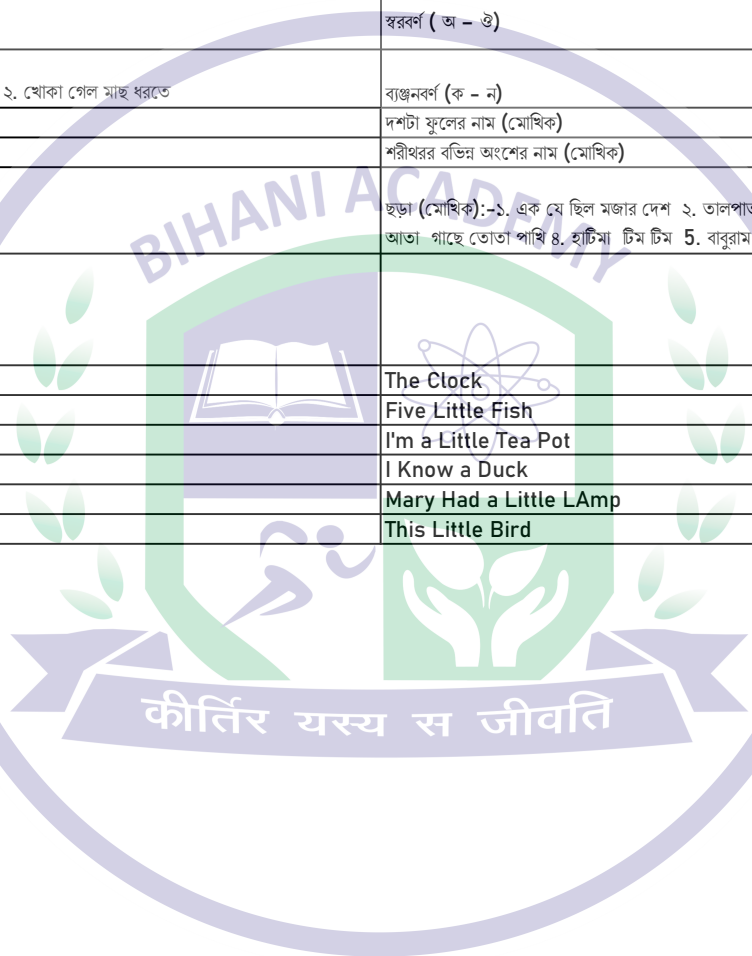 স্বরবর্ণ ( অ – ঔ)
২. খোকা গেল মাছ ধরতে
ব্যঞ্জনবর্ণ (ক – ন)
দশটা ফুলের নাম (মোখিক)
শরীথরর বভিন্ন অংশের নাম (মোখিক)
ছড়া (মোখিক):–১. এক যে ছিল মজার দেশ ২.
আতা গাছে তোতা পাখি ৪. হাটিমা টিম টিম 5. বাবুরাম
BIHANI ACADEMY
The Clock
Five Little Fish
I'm a Little Tea Pot
I Know a Duck
Mary Had a Little LAmp
This Little Bird
कीर्तिर यस्य स जीवति